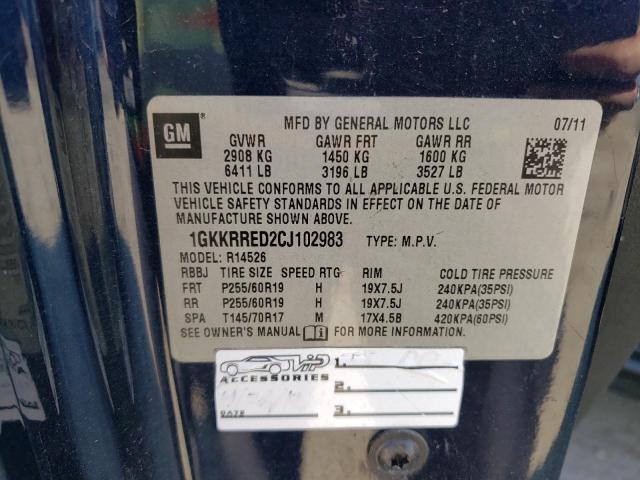 GM
MFD BY GENERAL MOTORS LLC 07/11
GVWR GAWR FRT GAWR RR
2908 KG 1450 KG 1600 KG
6411 LB 3196 LB 3527 LB
THIS VEHICLE CONFORMS TO ALL APPLICABLE U.S. FEDERAL MOTOR
VEHICLE SAFETY STANDARDS IN EFFECT ON THE DATE OF
MANUFACTURE SHOWN ABOVE.
1GKKRRED2CJ102983 TYPE: M.P.V.
MODEL: R14526
RBBJ TIRE SIZE SPEED RTG RIM COLD TIRE PRESSURE
FRT P255/60R19 H 19X7.5J 240KPA(35PSI)
RR P255/60R19 H 19X7.5J 240KPA(35PSI)
SPA T145/70R17 M 17X4.5B 420KPA(60PSI)
SEE OWNER'S MANUAL FOR MORE INFORMATION
VIP
ACCESSORIES
DATE
1.
2.
3.